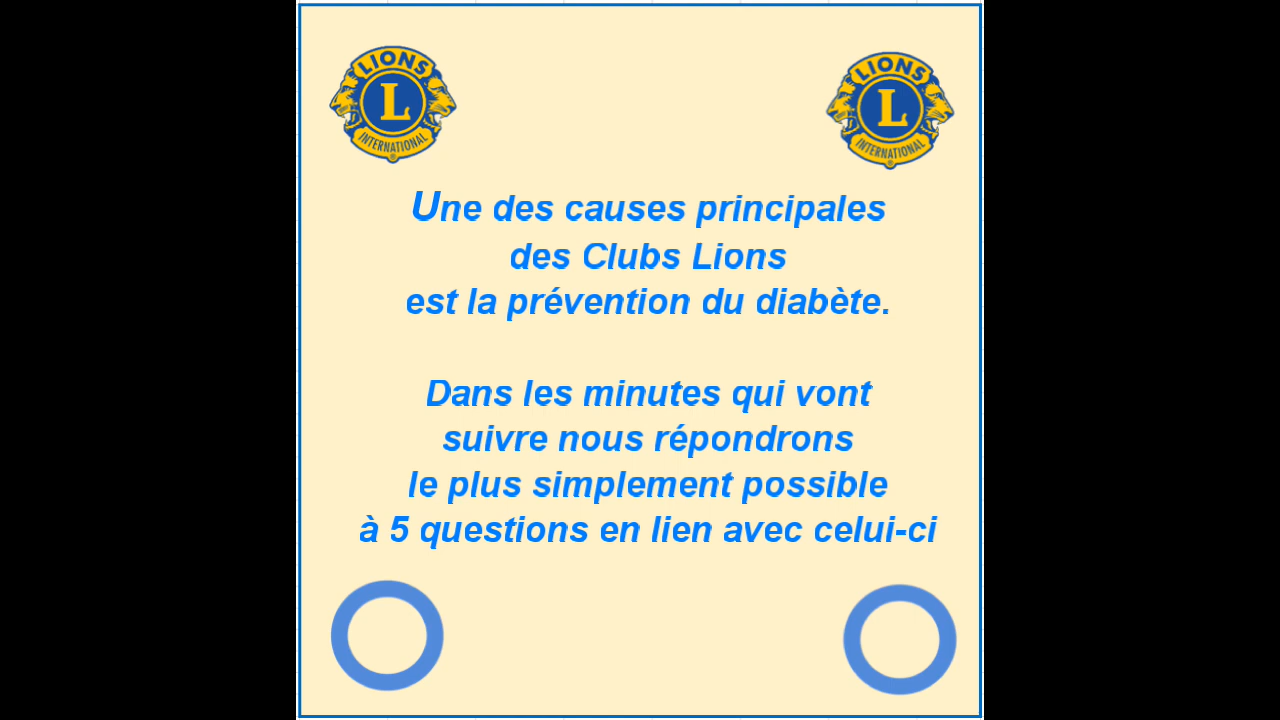 LIONS
L
INTERNATIONAL
®
LIONS
L
INTERNATIONAL
®
Une des causes principales
des Clubs Lions
est la prévention du diabète.
Dans les minutes qui vont
suivre nous répondrons
le plus simplement possible
à 5 questions en lien avec celui-ci